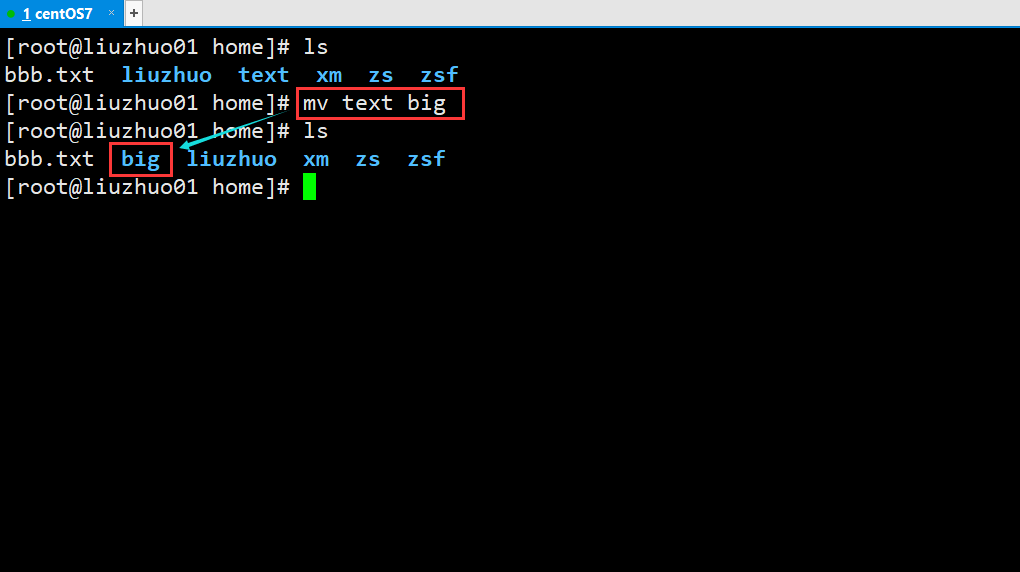 1 centOS7 × +
[root@liuzhuo01 home]# ls
bbb.txt liuzhuo text xm zs zsf
[root@liuzhuo01 home]# mv text big
[root@liuzhuo01 home]# ls
bbb.txt big liuzhuo xm zs zsf
[root@liuzhuo01 home]#